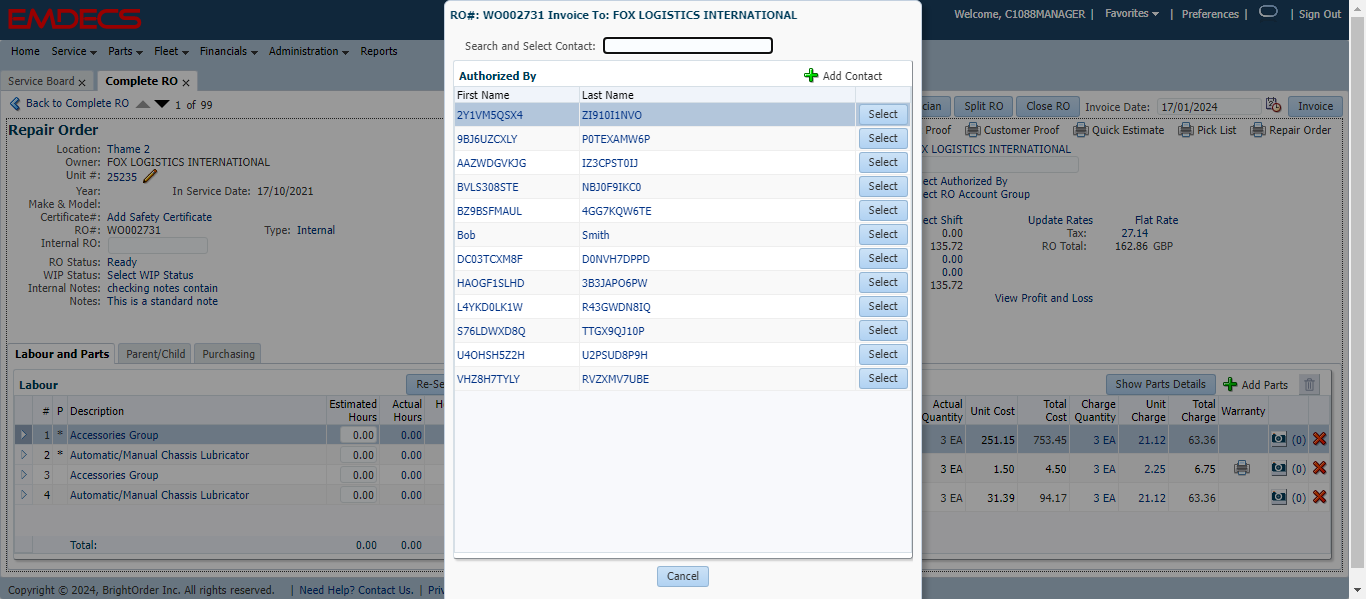 EMDECS
Welcome, C1088MANAGER | Favorites | Preferences | | Sign Out
Home Service Parts Fleet Financials Administration Reports
Service Board x Complete RO x
Back to Complete RO 1 of 99
cian Split RO Close RO Invoice Date: 17/01/2024 Invoice
Repair Order
Proof Customer Proof Quick Estimate Pick List Repair Order
Location: Thame 2
Owner: FOX LOGISTICS INTERNATIONAL
Unit #: 25235
Year: In Service Date: 17/10/2021
Make & Model:
Certificate#: Add Safety Certificate
RO#: WO002731 Type: Internal
Internal RO:
RO Status: Ready
WIP Status: Select WIP Status
Internal Notes: checking notes contain
Notes: This is a standard note
X LOGISTICS INTERNATIONAL
ect Authorized By
ect RO Account Group
ect Shift Update Rates Flat Rate
0.00 Tax: 27.14
135.72 RO Total: 162.86 GBP
0.00
0.00
135.72
View Profit and Loss
Labour and Parts Parent/Child Purchasing
Labour Re-Se
# P Description Estimated Hours Actual Hours H
1 * Accessories Group 0.00 0.00
2 * Automatic/Manual Chassis Lubricator 0.00 0.00
3 Accessories Group 0.00 0.00
4 Automatic/Manual Chassis Lubricator 0.00 0.00
Total: 0.00 0.00
Show Parts Details Add Parts
Actual Quantity Unit Cost Total Cost Charge Quantity Unit Charge Total Charge Warranty
3 EA 251.15 753.45 3 EA 21.12 63.36 (0)
3 EA 1.50 4.50 3 EA 2.25 6.75 (0)
3 EA 31.39 94.17 3 EA 21.12 63.36 (0)
RO#: WO002731 Invoice To: FOX LOGISTICS INTERNATIONAL
Search and Select Contact:
Authorized By Add Contact
First Name Last Name
2Y1VM5QSX4 ZI910I1NVO Select
9BJ6UZCXLY P0TEXAMW6P Select
AAZWDGVKJG IZ3CPST0IJ Select
BVLS308STE NBJ0F9IKC0 Select
BZ9BSFMAUL 4GG7KQW6TE Select
Bob Smith Select
DC03TCXM8F D0NVH7DPPD Select
HAOGF1SLHD 3B3JAPO6PW Select
L4YKD0LK1W R43GWDN8IQ Select
S76LDWXD8Q TTGX9QJ10P Select
U4OHSH5Z2H U2PSUD8P9H Select
VHZ8H7TYLY RVZXMV7UBE Select
Cancel
Copyright © 2024, BrightOrder Inc. All rights reserved. | Need Help? Contact Us. | Priv